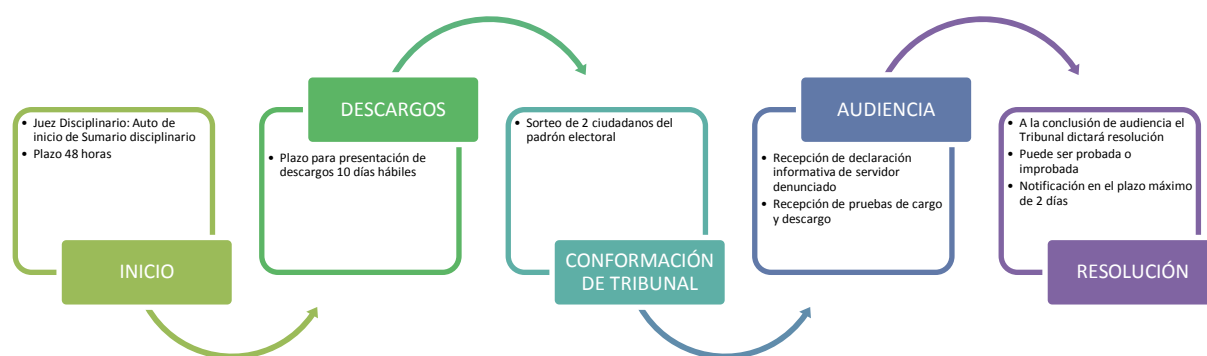 • Juez Disciplinario: Auto de
inicio de Sumario disciplinario
• Plazo 48 horas
INICIO
DESCARGOS
• Plazo para presentación de
descargos 10 días hábiles
• Sorteo de 2 ciudadanos del
padrón electoral
CONFORMACIÓN
DE TRIBUNAL
AUDIENCIA
• Recepción de declaración
informativa de servidor
denunciado
• Recepción de pruebas de cargo
y descargo
• A la conclusión de audiencia el
Tribunal dictará resolución
• Puede ser probada o
improbada
• Notificación en el plazo máximo
de 2 días
RESOLUCIÓN